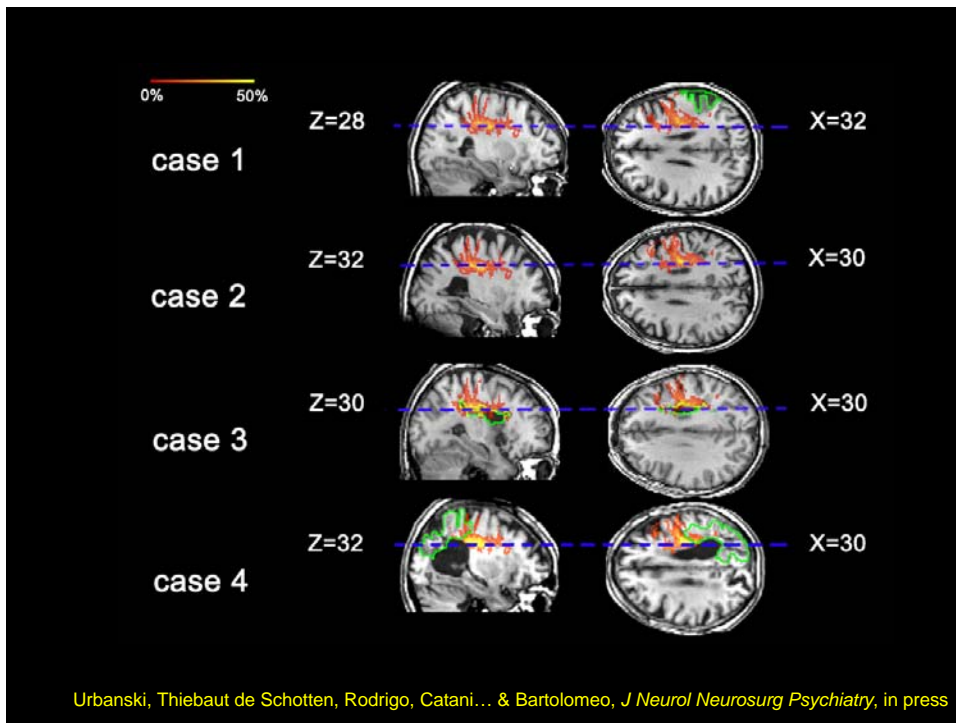 0% 50%
Z=28 X=32
case 1
Z=32 X=30
case 2
Z=30 X=30
case 3
Z=32 X=30
case 4
Urbanski, Thiebaut de Schotten, Rodrigo, Catani… & Bartolomeo, J Neurol Neurosurg Psychiatry, in press